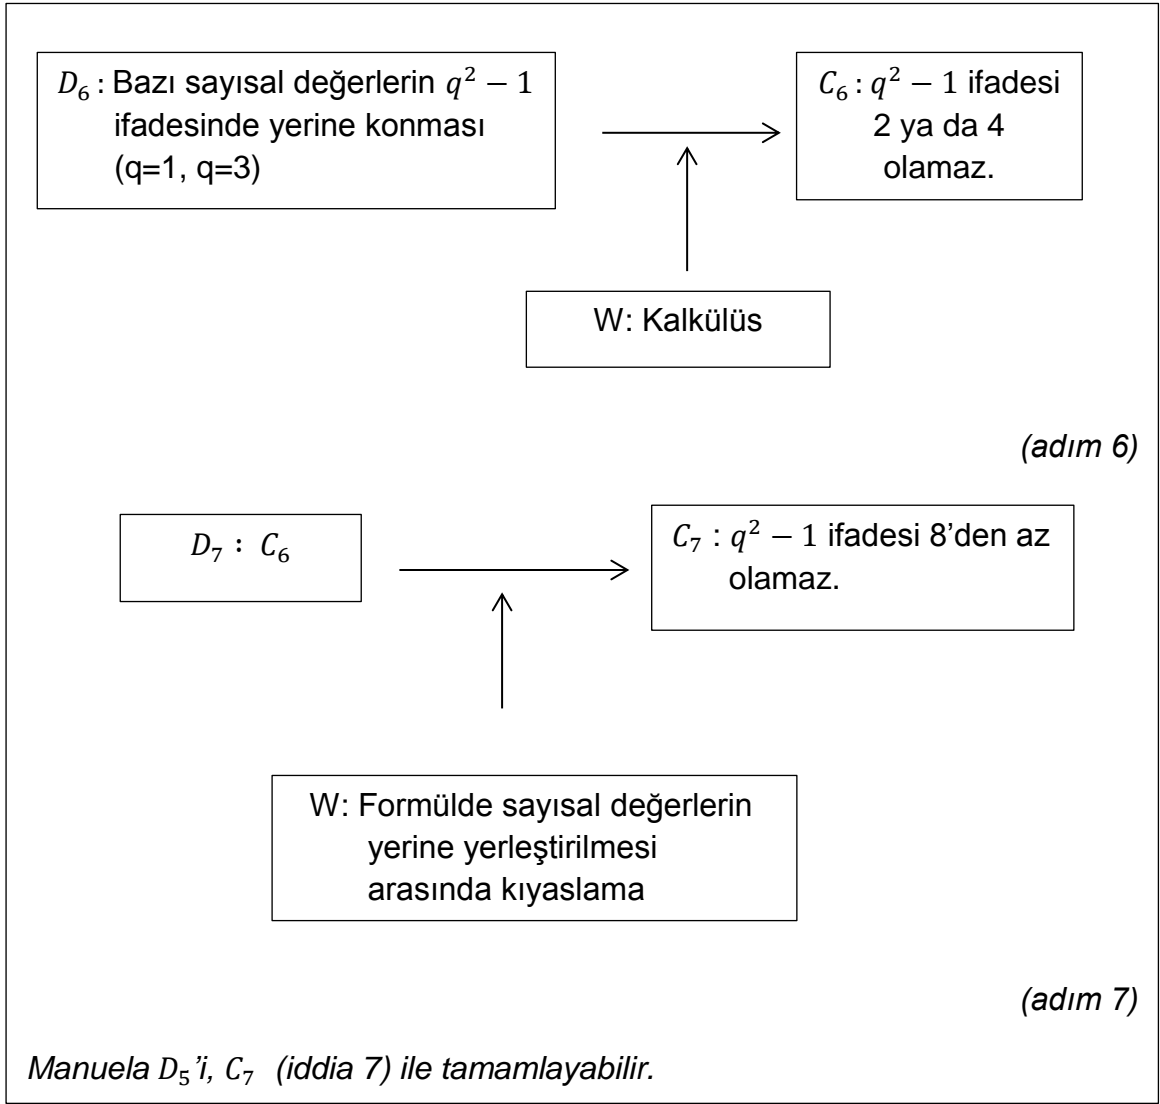 D₆ : Bazı sayısal değerlerin q² − 1
ifadesinde yerine konması
(q=1, q=3)
C₆ : q² − 1 ifadesi
2 ya da 4
olamaz.
W: Kalkülüs
(adım 6)
D₇ : C₆
C₇ : q² − 1 ifadesi 8’den az
olamaz.
W: Formülde sayısal değerlerin
yerine yerleştirilmesi
arasında kıyaslama
(adım 7)
Manuela D₅’i, C₇ (iddia 7) ile tamamlayabilir.